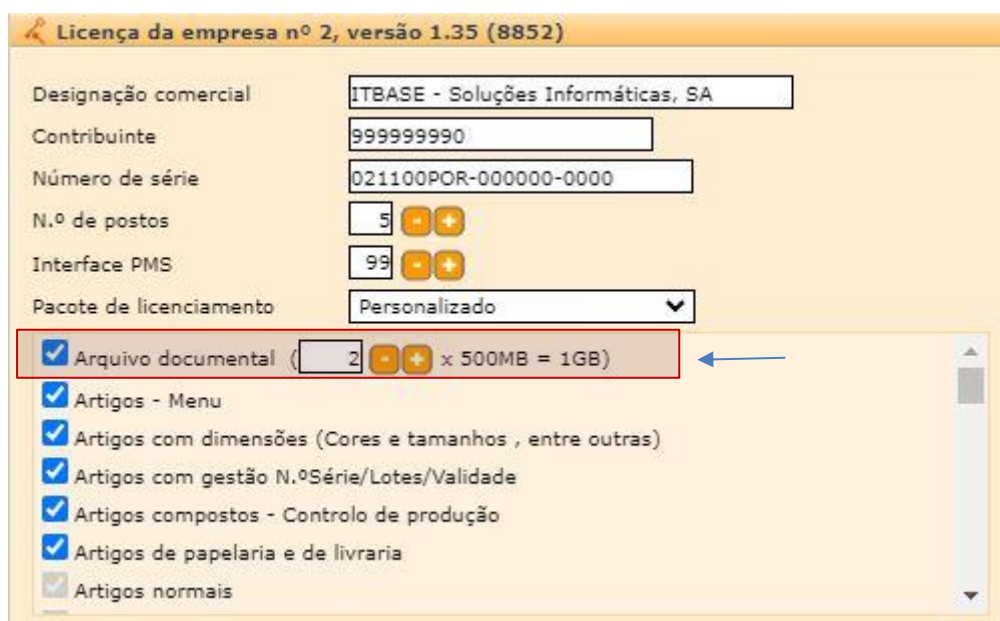 Licença da empresa nº 2, versão 1.35 (8852)
Designação comercial ITBASE - Soluções Informáticas, SA
Contribuinte 999999990
Número de série 021100POR-000000-0000
N.º de postos 5 - +
Interface PMS 99 - +
Pacote de licenciamento Personalizado
Arquivo documental ( 2 - + x 500MB = 1GB)
Artigos - Menu
Artigos com dimensões (Cores e tamanhos , entre outras)
Artigos com gestão N.ºSérie/Lotes/Validade
Artigos compostos - Controlo de produção
Artigos de papelaria e de livraria
Artigos normais